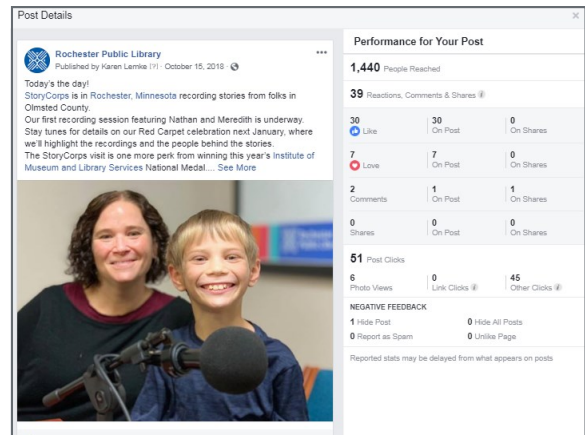 Post Details
Rochester Public Library
Published by Karen Lemke [?] · October 15, 2018 ·
Today's the day!
StoryCorps is in Rochester, Minnesota recording stories from folks in
Olmsted County.
Our first recording session featuring Nathan and Meredith is underway.
Stay tunes for details on our Red Carpet celebration next January, where
we'll highlight the recordings and the people behind the stories.
The StoryCorps visit is one more perk from winning this year's Institute of
Museum and Library Services National Medal.... See More
Performance for Your Post
1,440 People Reached
39 Reactions, Comments & Shares
30 30 0
Like On Post On Shares
7 7 0
Love On Post On Shares
2 1 1
Comments On Post On Shares
0 0 0
Shares On Post On Shares
51 Post Clicks
6 0 45
Photo Views Link Clicks Other Clicks
NEGATIVE FEEDBACK
1 Hide Post 0 Hide All Posts
0 Report as Spam 0 Unlike Page
Reported stats may be delayed from what appears on posts